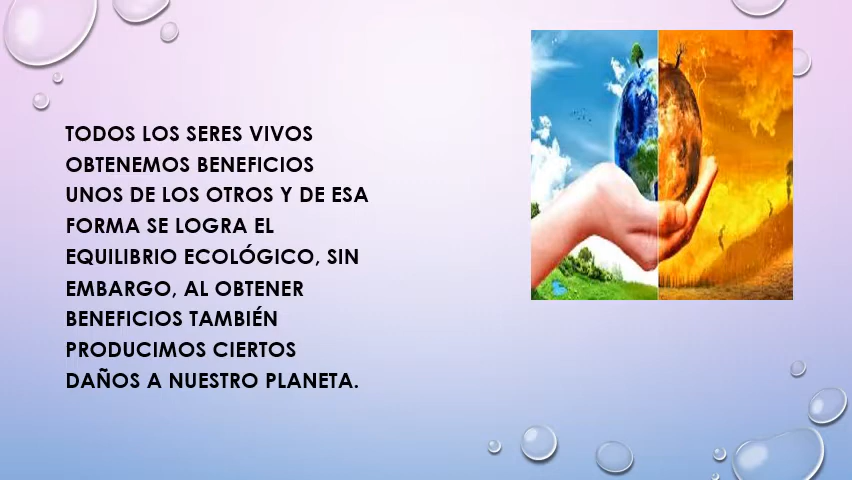 TODOS LOS SERES VIVOS
OBTENEMOS BENEFICIOS
UNOS DE LOS OTROS Y DE ESA
FORMA SE LOGRA EL
EQUILIBRIO ECOLÓGICO, SIN
EMBARGO, AL OBTENER
BENEFICIOS TAMBIÉN
PRODUCIMOS CIERTOS
DAÑOS A NUESTRO PLANETA.